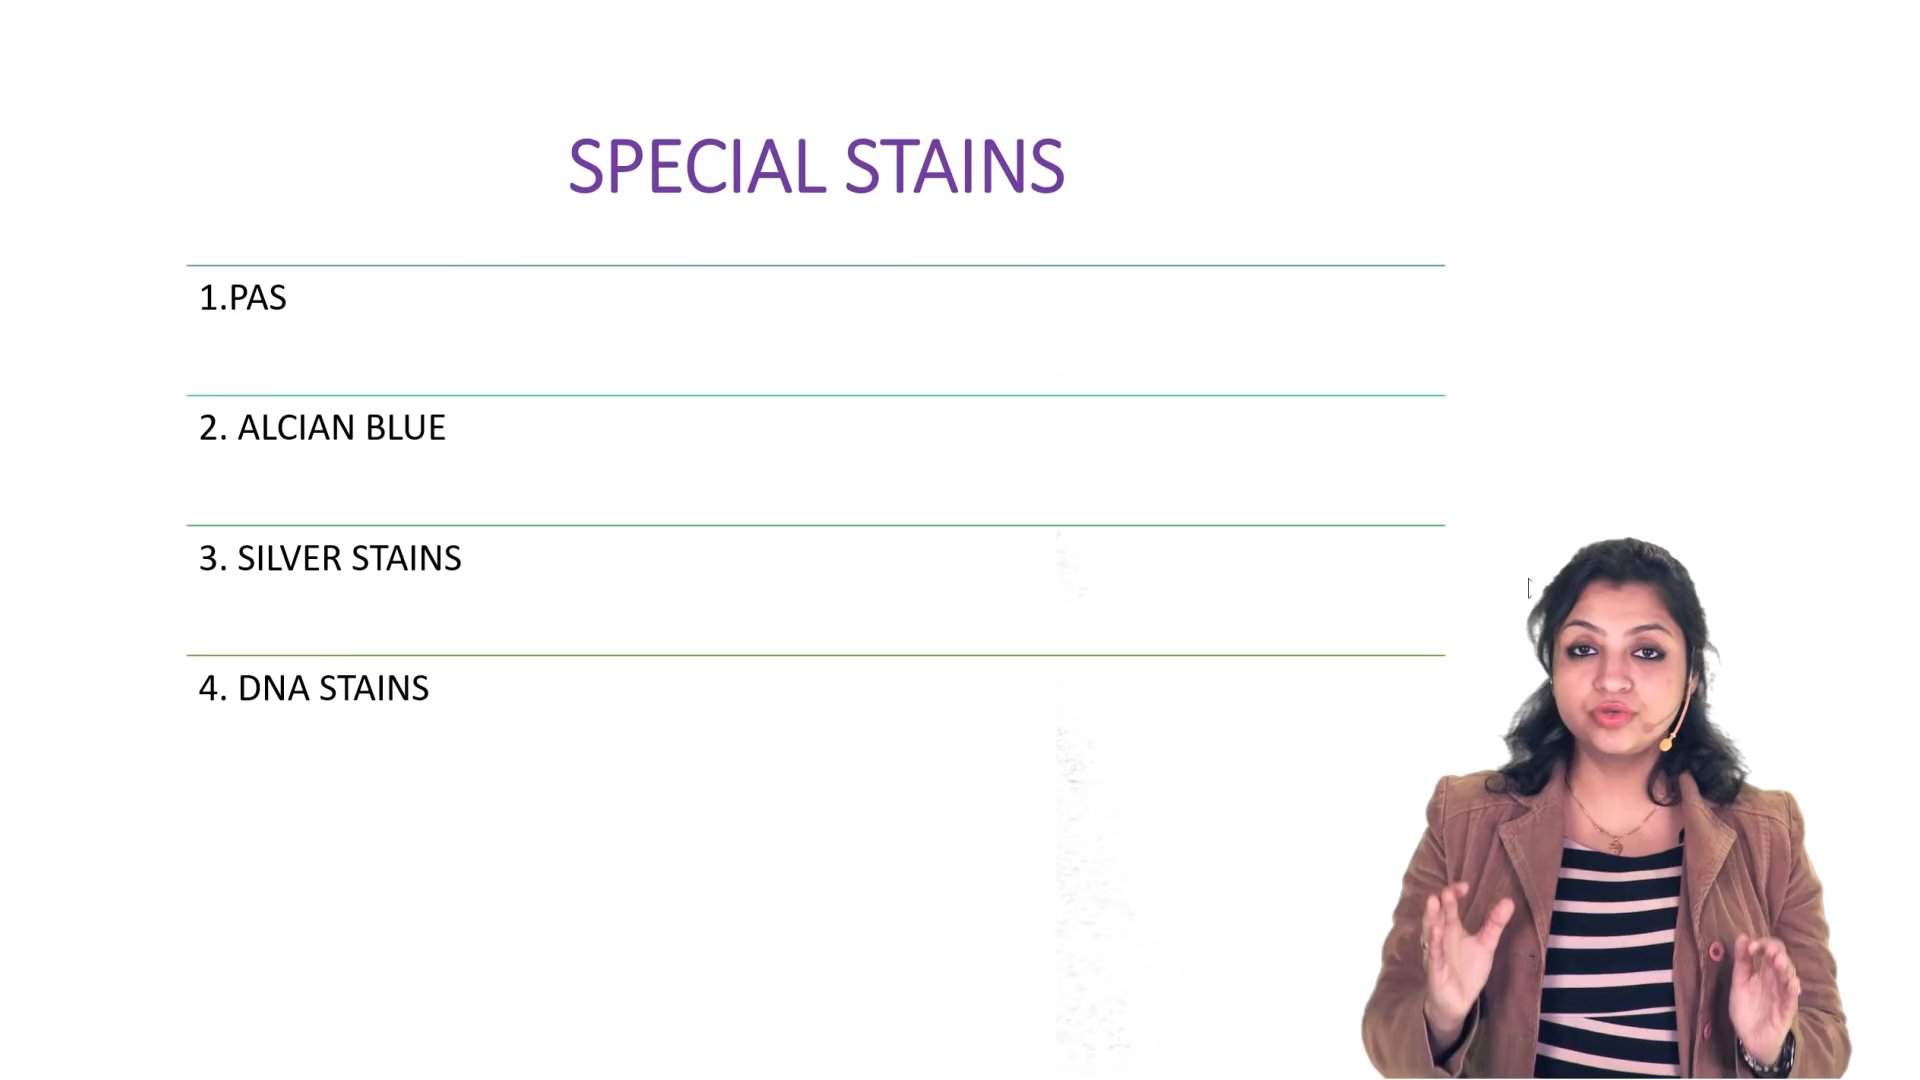 SPECIAL STAINS
1.PAS
2. ALCIAN BLUE
3. SILVER STAINS
4. DNA STAINS